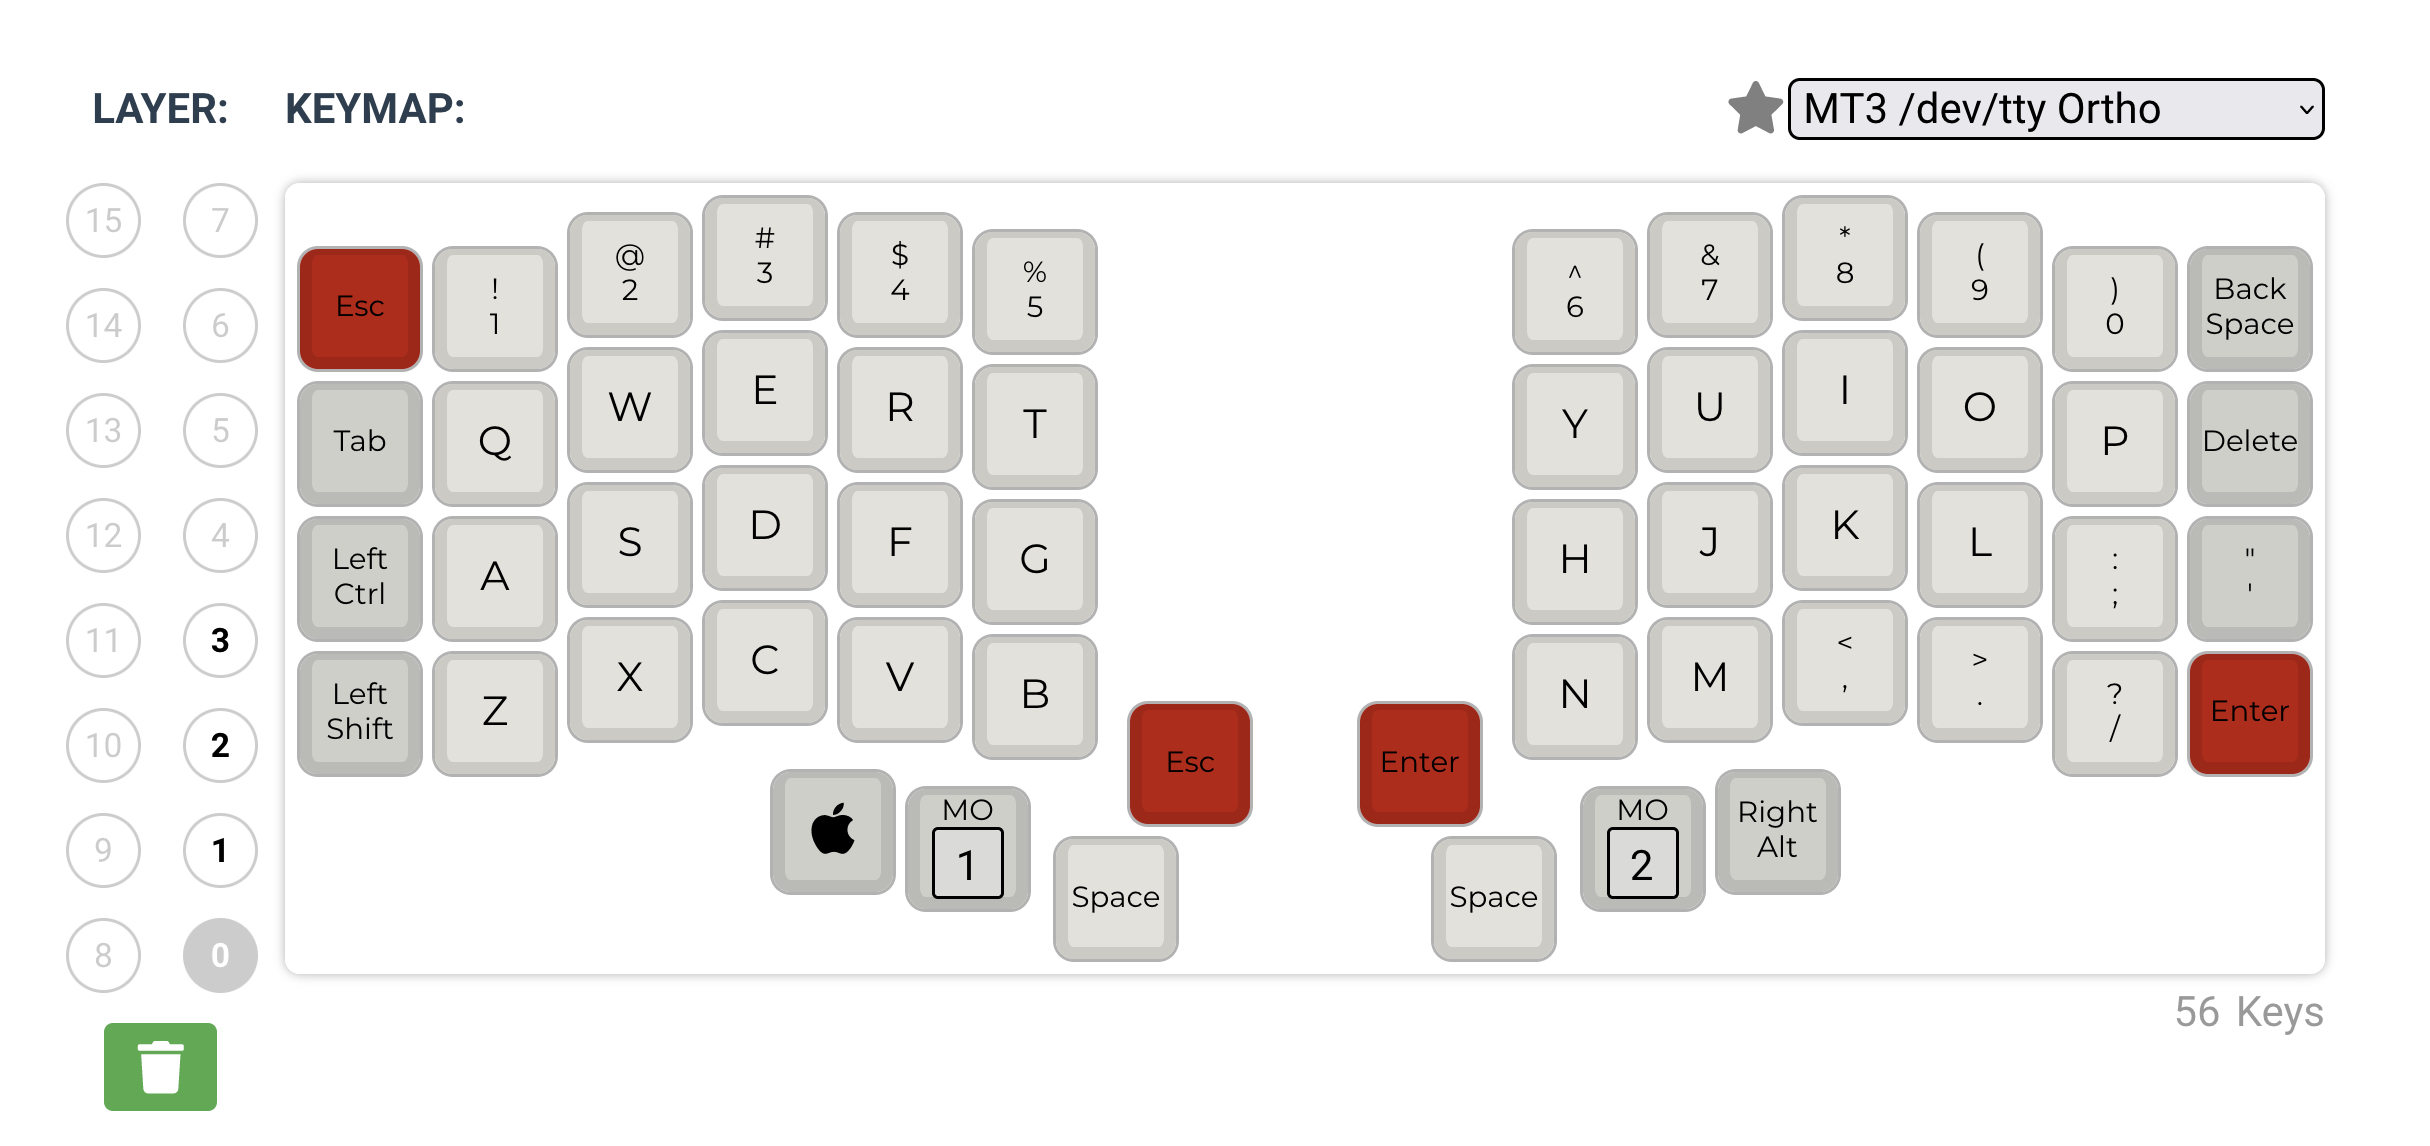 LAYER: KEYMAP: MT3 /dev/tty Ortho
15 7
14 6
13 5
12 4
11 3
10 2
9 1
8 0
Esc ! 1 @ 2 # 3 $ 4 % 5 ^ 6 & 7 * 8 ( 9 ) 0 Back Space
Tab Q W E R T Y U I O P Delete
Left Ctrl A S D F G H J K L : ; " '
Left Shift Z X C V B N M < , > . ? / Enter
Esc Enter
MO 1 Space Space MO 2 Right Alt
56 Keys